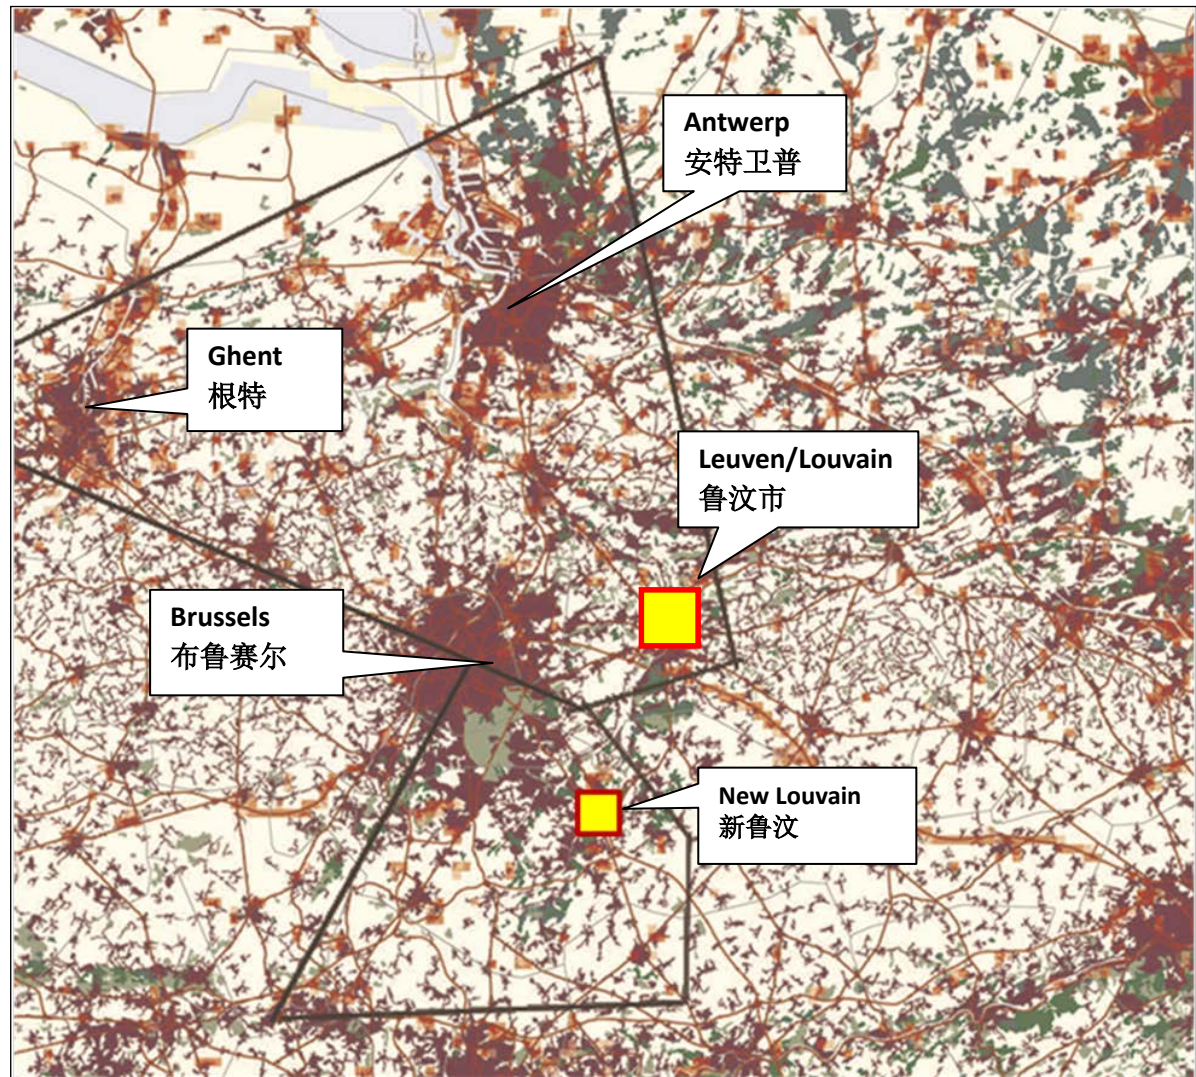 Antwerp
安特卫普
Ghent
根特
Leuven/Louvain
鲁汶市
Brussels
布鲁赛尔
New Louvain
新鲁汶